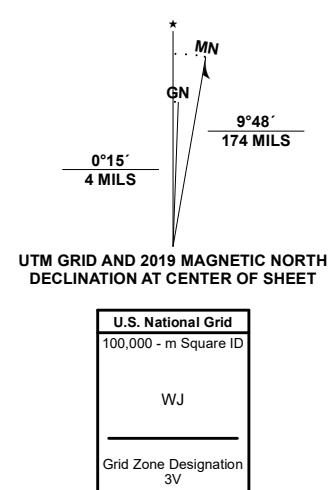 ★
MN
GN
9°48´
174 MILS
0°15´
4 MILS
UTM GRID AND 2019 MAGNETIC NORTH
DECLINATION AT CENTER OF SHEET
U.S. National Grid
100,000 - m Square ID
WJ
Grid Zone Designation
3V